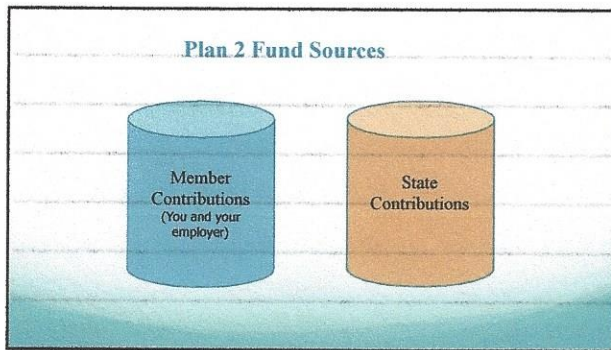 Plan 2 Fund Sources
Member
Contributions
(You and your
employer)
State
Contributions